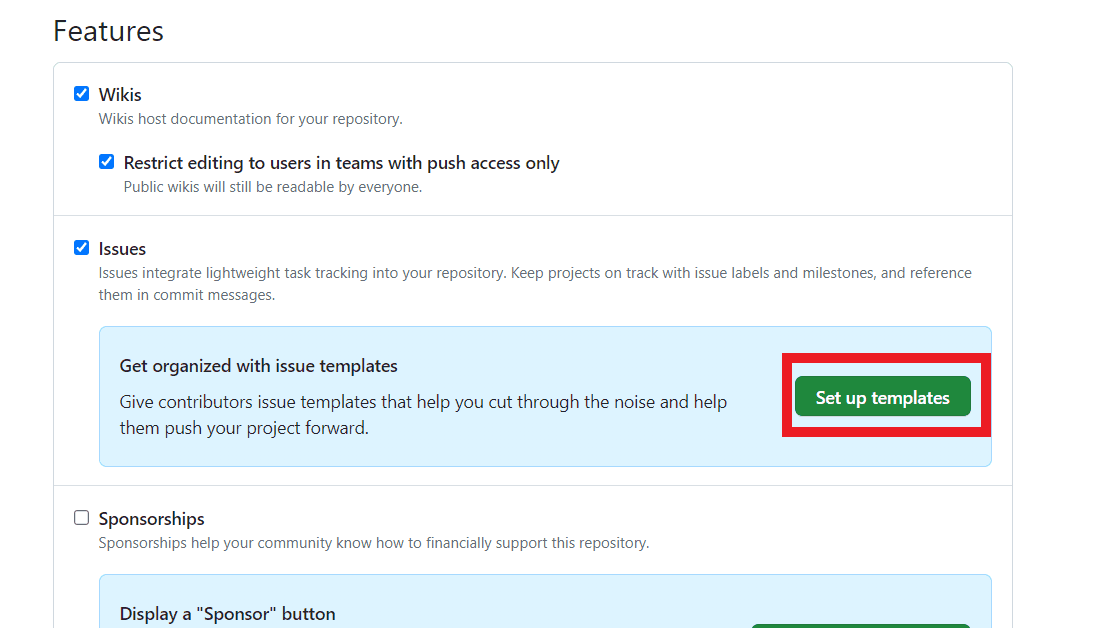 Features
Wikis
Wikis host documentation for your repository.
Restrict editing to users in teams with push access only
Public wikis will still be readable by everyone.
Issues
Issues integrate lightweight task tracking into your repository. Keep projects on track with issue labels and milestones, and reference
them in commit messages.
Get organized with issue templates
Give contributors issue templates that help you cut through the noise and help
them push your project forward.
Set up templates
Sponsorships
Sponsorships help your community know how to financially support this repository.
Display a "Sponsor" button